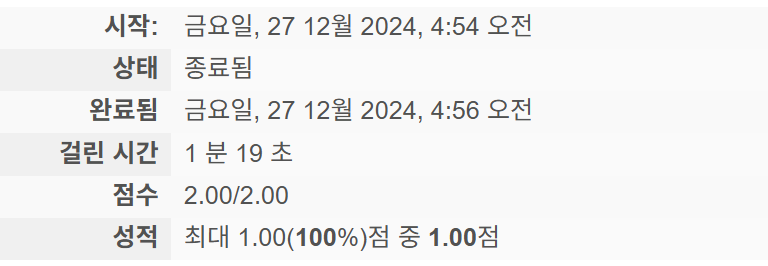 시작: 금요일, 27 12월 2024, 4:54 오전
상태 종료됨
완료됨 금요일, 27 12월 2024, 4:56 오전
걸린 시간 1 분 19 초
점수 2.00/2.00
성적 최대 1.00(100%)점 중 1.00점